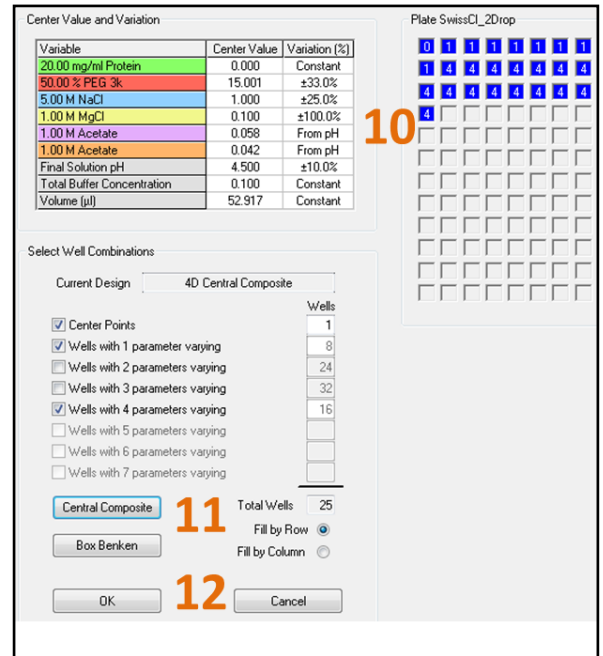 Center Value and Variation
Variable Center Value Variation (%)
20.00 mg/ml Protein 0.000 Constant
50.00 % PEG 3k 15.001 ±33.0%
5.00 M NaCl 1.000 ±25.0%
1.00 M MgCl 0.100 ±100.0%
1.00 M Acetate 0.058 From pH
1.00 M Acetate 0.042 From pH
Final Solution pH 4.500 ±10.0%
Total Buffer Concentration 0.100 Constant
Volume (µl) 52.917 Constant
10
Plate SwissCI_2Drop
0 1 1 1 1 1 1 1
1 4 4 4 4 4 4 4
4 4 4 4 4 4 4 4
4
Select Well Combinations
Current Design 4D Central Composite
Wells
Center Points 1
Wells with 1 parameter varying 8
Wells with 2 parameters varying 24
Wells with 3 parameters varying 32
Wells with 4 parameters varying 16
Wells with 5 parameters varying
Wells with 6 parameters varying
Wells with 7 parameters varying
Central Composite 11 Total Wells 25
Fill by Row
Box Benken Fill by Column
OK 12 Cancel